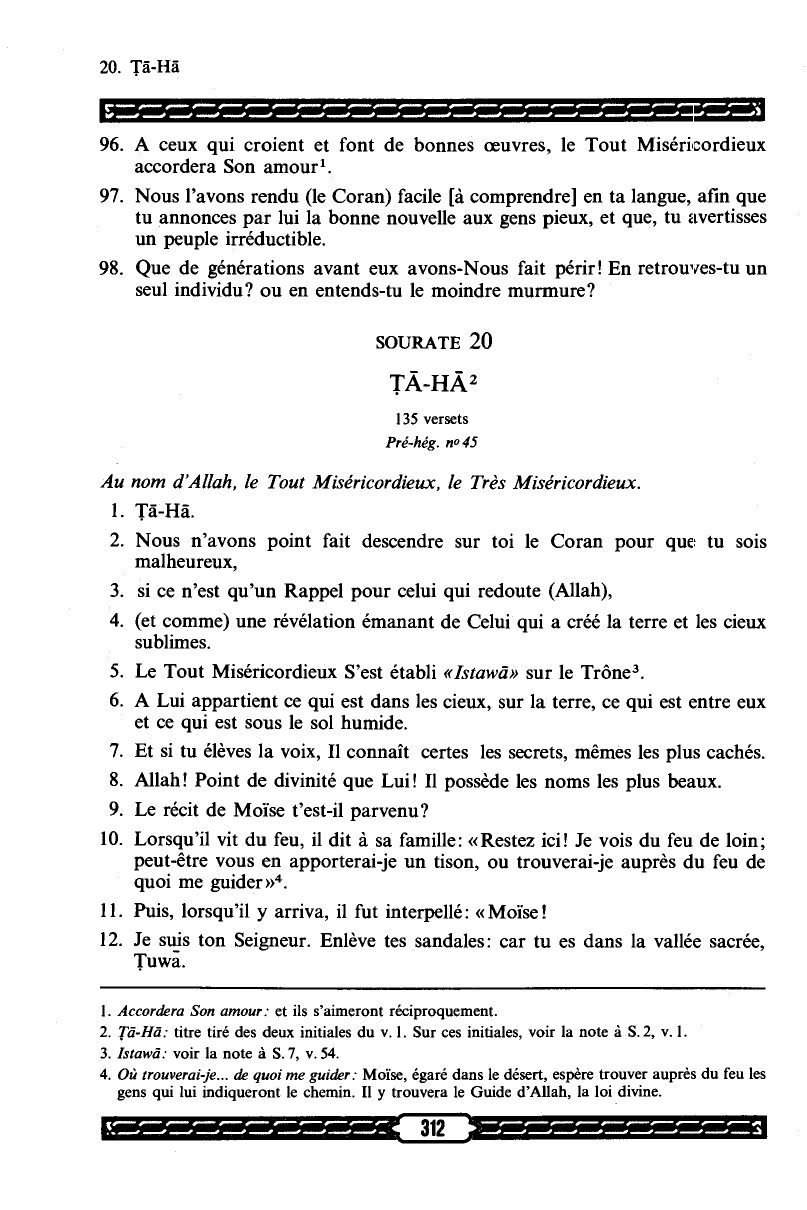 20. Ṭā-Hā
96. A ceux qui croient et font de bonnes œuvres, le Tout Miséricordieux
accordera Son amour¹.
97. Nous l'avons rendu (le Coran) facile [à comprendre] en ta langue, afin que
tu annonces par lui la bonne nouvelle aux gens pieux, et que, tu avertisses
un peuple irréductible.
98. Que de générations avant eux avons-Nous fait périr! En retrouves-tu un
seul individu? ou en entends-tu le moindre murmure?
SOURATE 20
ṬĀ-HĀ²
135 versets
Pré-hég. nº 45
Au nom d'Allah, le Tout Miséricordieux, le Très Miséricordieux.
1. Ṭā-Hā.
2. Nous n'avons point fait descendre sur toi le Coran pour que tu sois
malheureux,
3. si ce n'est qu'un Rappel pour celui qui redoute (Allah),
4. (et comme) une révélation émanant de Celui qui a créé la terre et les cieux
sublimes.
5. Le Tout Miséricordieux S'est établi «Istawā» sur le Trône³.
6. A Lui appartient ce qui est dans les cieux, sur la terre, ce qui est entre eux
et ce qui est sous le sol humide.
7. Et si tu élèves la voix, Il connaît certes les secrets, mêmes les plus cachés.
8. Allah! Point de divinité que Lui! Il possède les noms les plus beaux.
9. Le récit de Moïse t'est-il parvenu?
10. Lorsqu'il vit du feu, il dit à sa famille: «Restez ici! Je vois du feu de loin;
peut-être vous en apporterai-je un tison, ou trouverai-je auprès du feu de
quoi me guider»⁴.
11. Puis, lorsqu'il y arriva, il fut interpellé: «Moïse!
12. Je suis ton Seigneur. Enlève tes sandales: car tu es dans la vallée sacrée,
Ṭuwā.
1. Accordera Son amour: et ils s'aimeront réciproquement.
2. Ṭā-Hā: titre tiré des deux initiales du v. 1. Sur ces initiales, voir la note à S. 2, v. 1.
3. Istawā: voir la note à S. 7, v. 54.
4. Où trouverai-je... de quoi me guider: Moïse, égaré dans le désert, espère trouver auprès du feu les
gens qui lui indiqueront le chemin. Il y trouvera le Guide d'Allah, la loi divine.
312